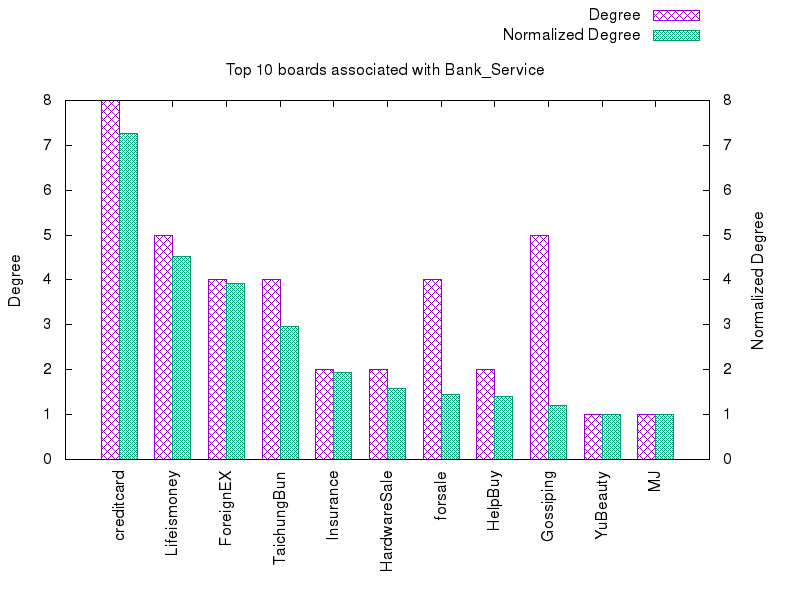 Degree
Normalized Degree
Top 10 boards associated with Bank_Service
8
7
6
5
4
3
2
1
0
Degree
8
7
6
5
4
3
2
1
0
Normalized Degree
creditcard
Lifeismoney
ForeignEX
TaichungBun
Insurance
HardwareSale
forsale
HelpBuy
Gossiping
YuBeauty
MJ